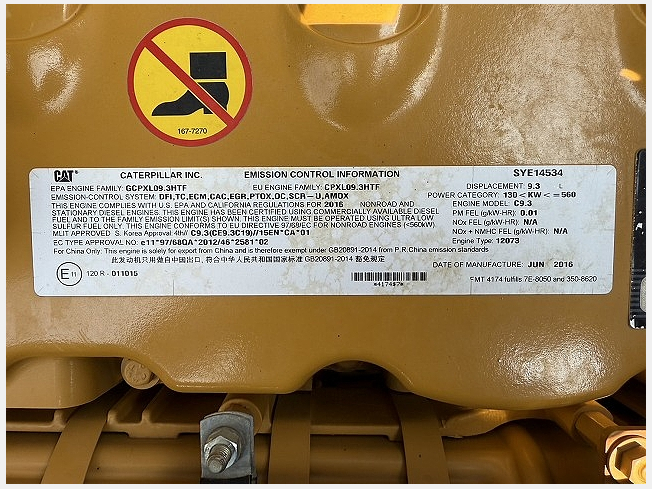 167-7270
CAT CATERPILLAR INC. EMISSION CONTROL INFORMATION SYE14534
EPA ENGINE FAMILY: GCPXL09.3HTF EU ENGINE FAMILY: CPXL09.3HTF DISPLACEMENT: 9.3 L
EMISSION-CONTROL SYSTEM: DFI,TC,ECM,CAC,EGR,PTOX,OC,SCR-U,AMOX POWER CATEGORY: 130 < KW <=560
THIS ENGINE COMPLIES WITH U.S. EPA AND CALIFORNIA REGULATIONS FOR 2016 NONROAD AND ENGINE MODEL: C9.3
STATIONARY DIESEL ENGINES. THIS ENGINE HAS BEEN CERTIFIED USING COMMERCIALLY AVAILABLE DIESEL PM FEL (g/kW-HR): 0.01
FUEL AND TO THE FAMILY EMISSION LIMIT(S) SHOWN. THIS ENGINE MUST BE OPERATED USING ULTRA LOW NOx FEL (g/kW-HR): N/A
SULFUR FUEL ONLY. THIS ENGINE CONFORMS TO EU DIRECTIVE 97/68/EC FOR NONROAD ENGINES (<560kW). NOx + NMHC FEL (g/kW-HR): N/A
MLIT APPROVAL: S. Korea Approval: 4th// C9.3(CE9.3C19)//15EN*CA*01
EC TYPE APPROVAL NO: e11*97/68QA*2012/46*2581*02 Engine Type: 12073
For China Only: This engine is solely for export from China and is therefore exempt under GB20891-2014 (from P.R.China emission standards
此发动机只用做自中国出口, 符合中华人民共和国国家标准 GB20891-2014 豁免规定 DATE OF MANUFACTURE: JUN 2016
E 11 120 R - 011015 *4174$7* FMT 4174 fulfills 7E-8050 and 350-8620